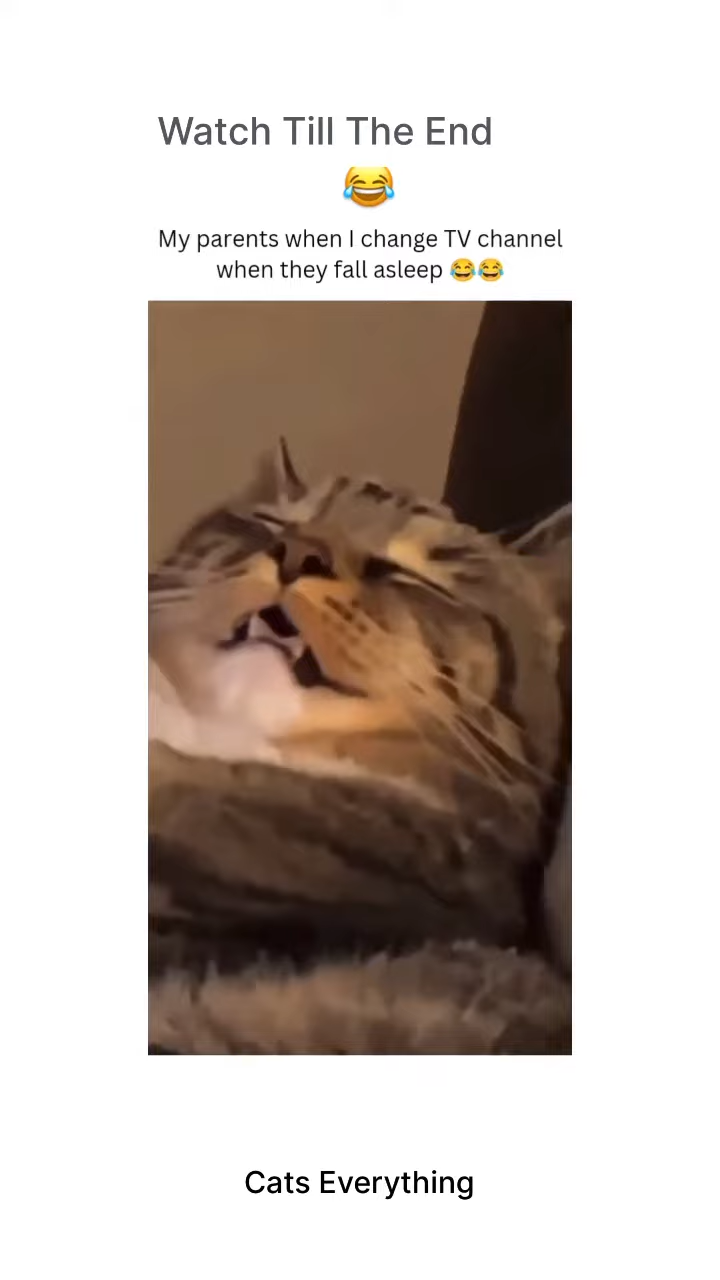 Watch Till The End
😂
My parents when I change TV channel
when they fall asleep 😂😂
Cats Everything